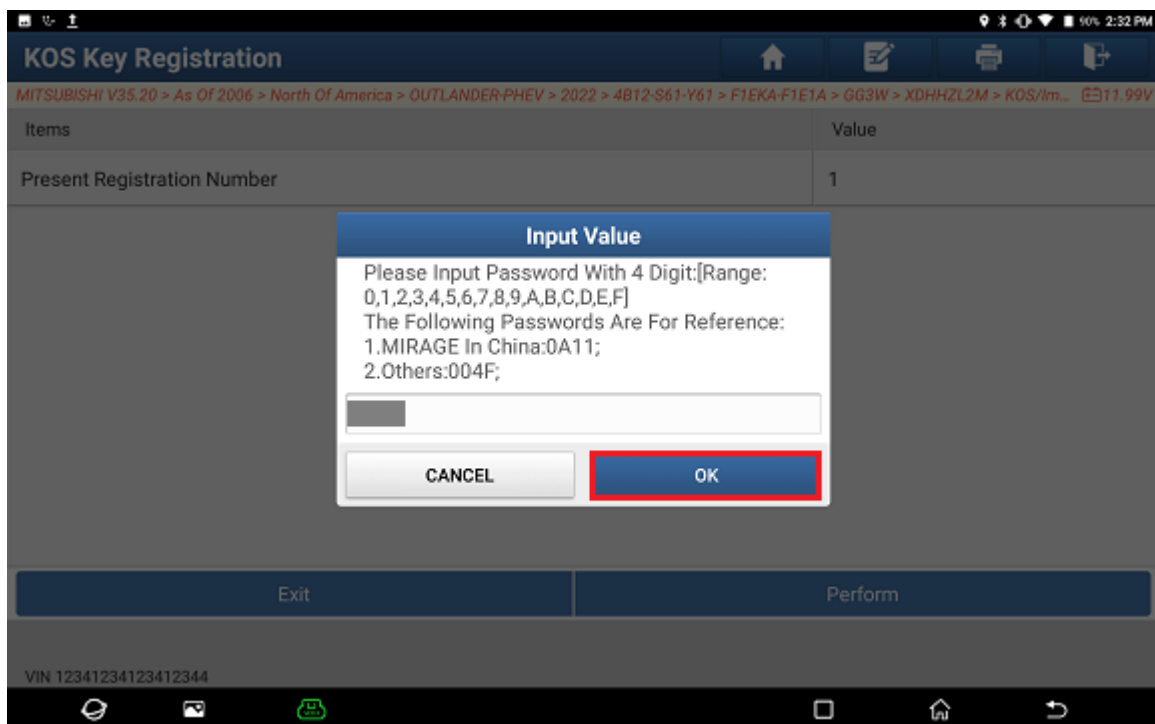 90% 2:32 PM
KOS Key Registration
MITSUBISHI V35.20 > As Of 2006 > North Of America > OUTLANDER-PHEV > 2022 > 4B12-S61-Y61 > F1EKA-F1E1A > GG3W > XDHHZL2M > KOS/Im... 11.99V
Items Value
Present Registration Number 1
Input Value
Please Input Password With 4 Digit:[Range:
0,1,2,3,4,5,6,7,8,9,A,B,C,D,E,F]
The Following Passwords Are For Reference:
1.MIRAGE In China:0A11;
2.Others:004F;
CANCEL OK
Exit Perform
VIN 12341234123412344